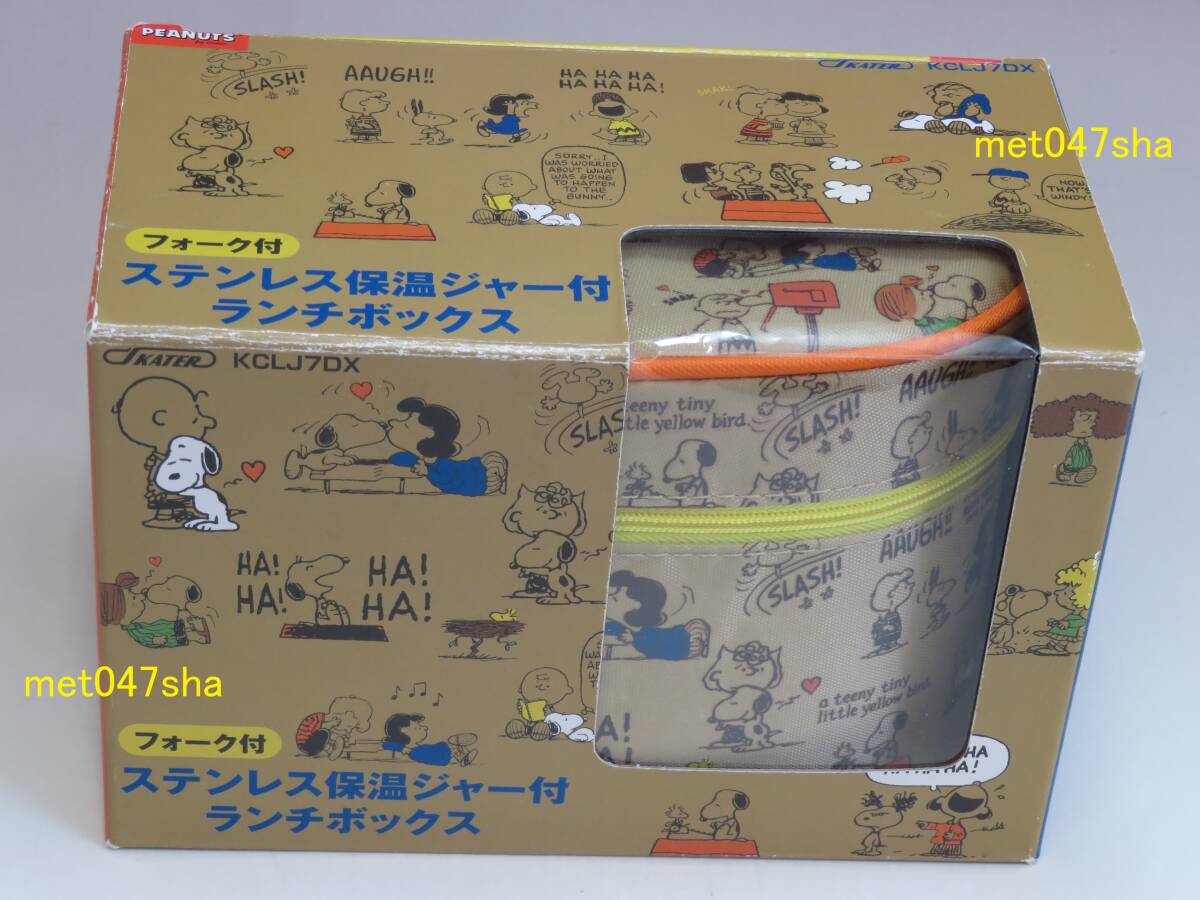 PEANUTS
SKATER KCLJ7DX
SLASH!
AAUGH!!
HA HA HA
HA HA HA!
SMAK!
met047sha
SORRY.. I
WAS WORRIED
ABOUT WHAT
WAS GOING
TO HAPPEN
TO THE
BUNNY..
NOW
THAT'S
WINDY!
フォーク付
ステンレス保温ジャー付
ランチボックス
SMAK
SKATER KCLJ7DX
AAUGH!!
teeny tiny
tle yellow bird.
SLAS
SLASH!
AAUGH!!
SLASH!
HA!
HA!
HA!
HA!
a teeny tiny
little yellow bird.
met047sha
HA!
HA!
フォーク付
ステンレス保温ジャー付
ランチボックス
HA
HA!